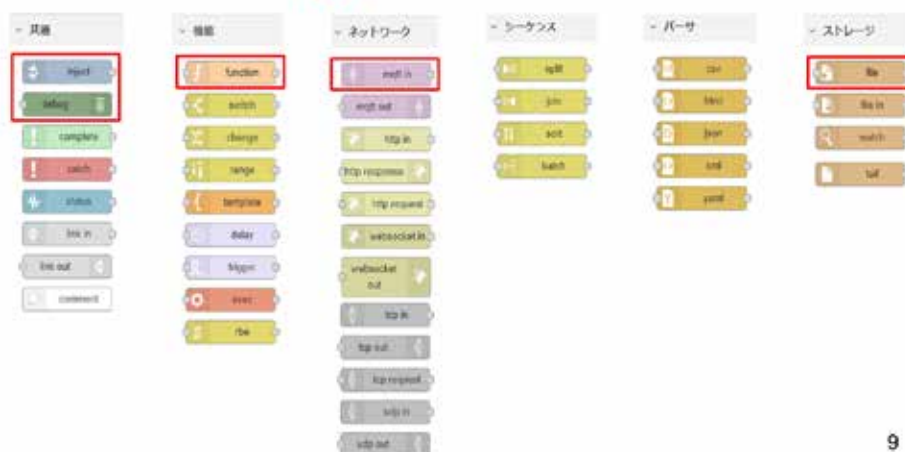 共通
inject
debug
complete
catch
status
link in
link out
comment
機能
function
switch
change
range
template
delay
trigger
exec
rbe
ネットワーク
mqtt in
mqtt out
http in
http response
http request
websocket in
websocket
out
tcp in
tcp out
tcp request
udp in
udp out
シーケンス
split
join
sort
batch
パーサ
csv
html
json
xml
yaml
ストレージ
file
file in
watch
tail
9